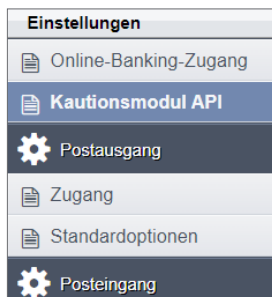 Einstellungen
Online-Banking-Zugang
Kautionsmodul API
Postausgang
Zugang
Standardoptionen
Posteingang